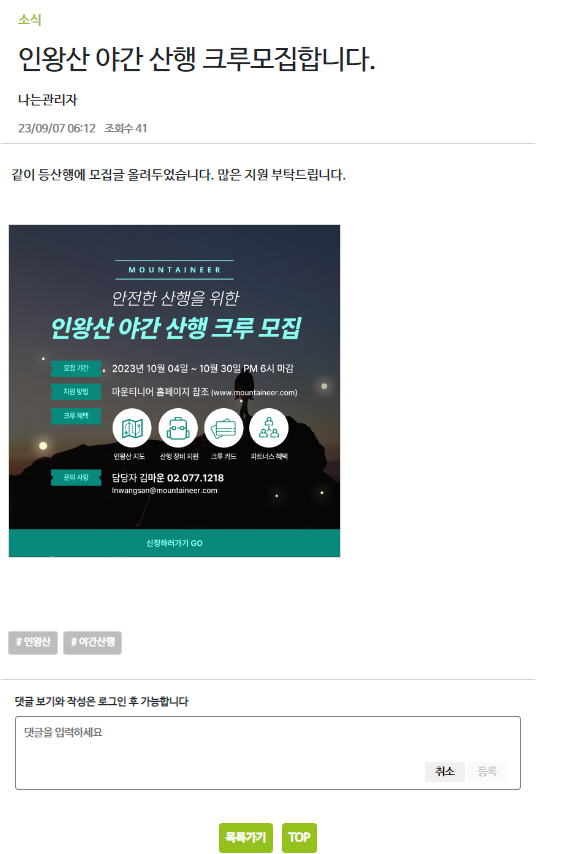 소식
인왕산 야간 산행 크루모집합니다.
나는관리자
23/09/07 06:12 조회수 41
같이 등산행에 모집글 올려두었습니다. 많은 지원 부탁드립니다.
MOUNTAINEER
안전한 산행을 위한
인왕산 야간 산행 크루 모집
모집 기간 2023년 10월 04일 ~ 10월 30일 PM 6시 마감
지원 방법 마운티니어 홈페이지 참조 (www.mountaineer.com)
크루 혜택
인왕산 지도 산행 장비 지원 크루 카드 파트너스 혜택
문의 사항 담당자 김마운 02.077.1218
Inwangsan@mountaineer.com
신청하러가기 GO
# 인왕산 # 야간산행
댓글 보기와 작성은 로그인 후 가능합니다
댓글을 입력하세요
취소 등록
목록가기 TOP